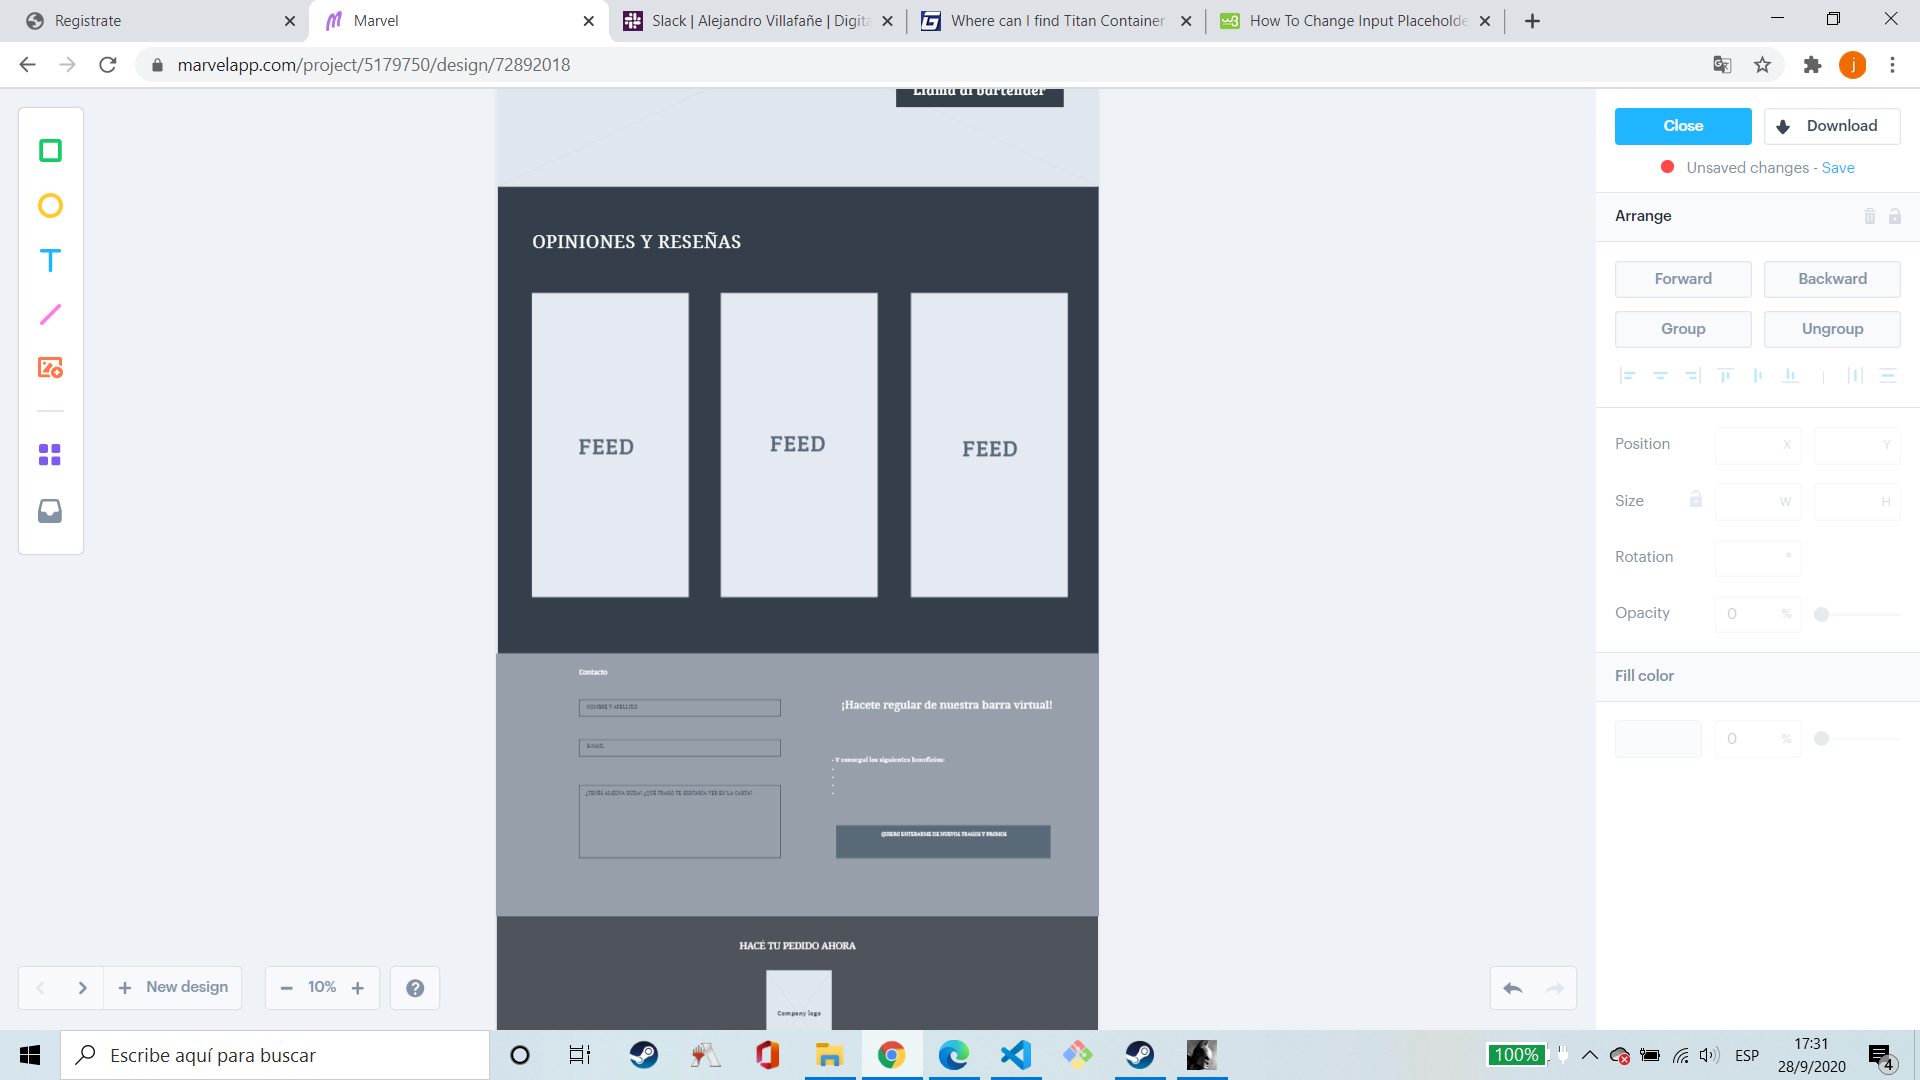 Registrate
Marvel
Slack | Alejandro Villafañe | Digita
Where can I find Titan Container
How To Change Input Placeholde
marvelapp.com/project/5179750/design/72892018
j
Llama al bartender
Close
Download
Unsaved changes - Save
Arrange
Forward
Backward
Group
Ungroup
Position
X
Y
Size
W
H
Rotation
°
Opacity
0
%
Fill color
0
%
OPINIONES Y RESEÑAS
FEED
FEED
FEED
Contacto
NOMBRE Y APELLIDO
E-MAIL
¿TENES ALGUNA DUDA? ¿QUE TRAGO TE GUSTARIA VER EN LA CARTA?
¡Hacete regular de nuestra barra virtual!
- Y conseguí los siguientes beneficios:
-
-
-
-
QUIERO ENTERARME DE NUEVOS TRAGOS Y PROMOS
HACÉ TU PEDIDO AHORA
Company logo
New design
10%
Escribe aquí para buscar
100%
ESP
17:31
28/9/2020
4